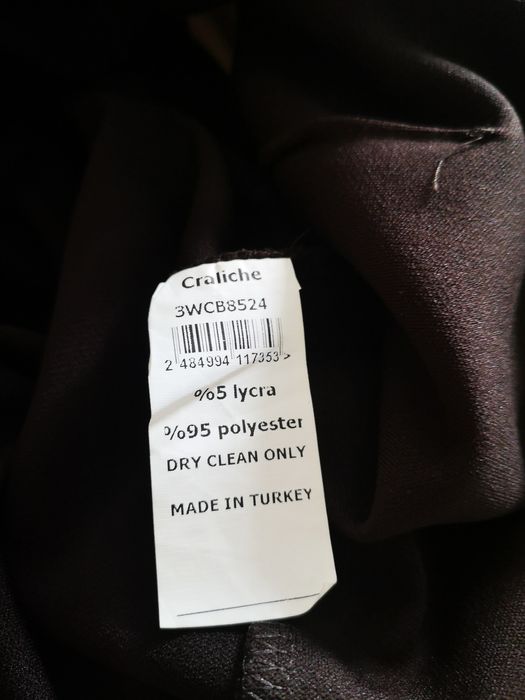 Craliche
3WCB8524
2 484994 117353 >
%5 lycra
%95 polyester
DRY CLEAN ONLY
MADE IN TURKEY